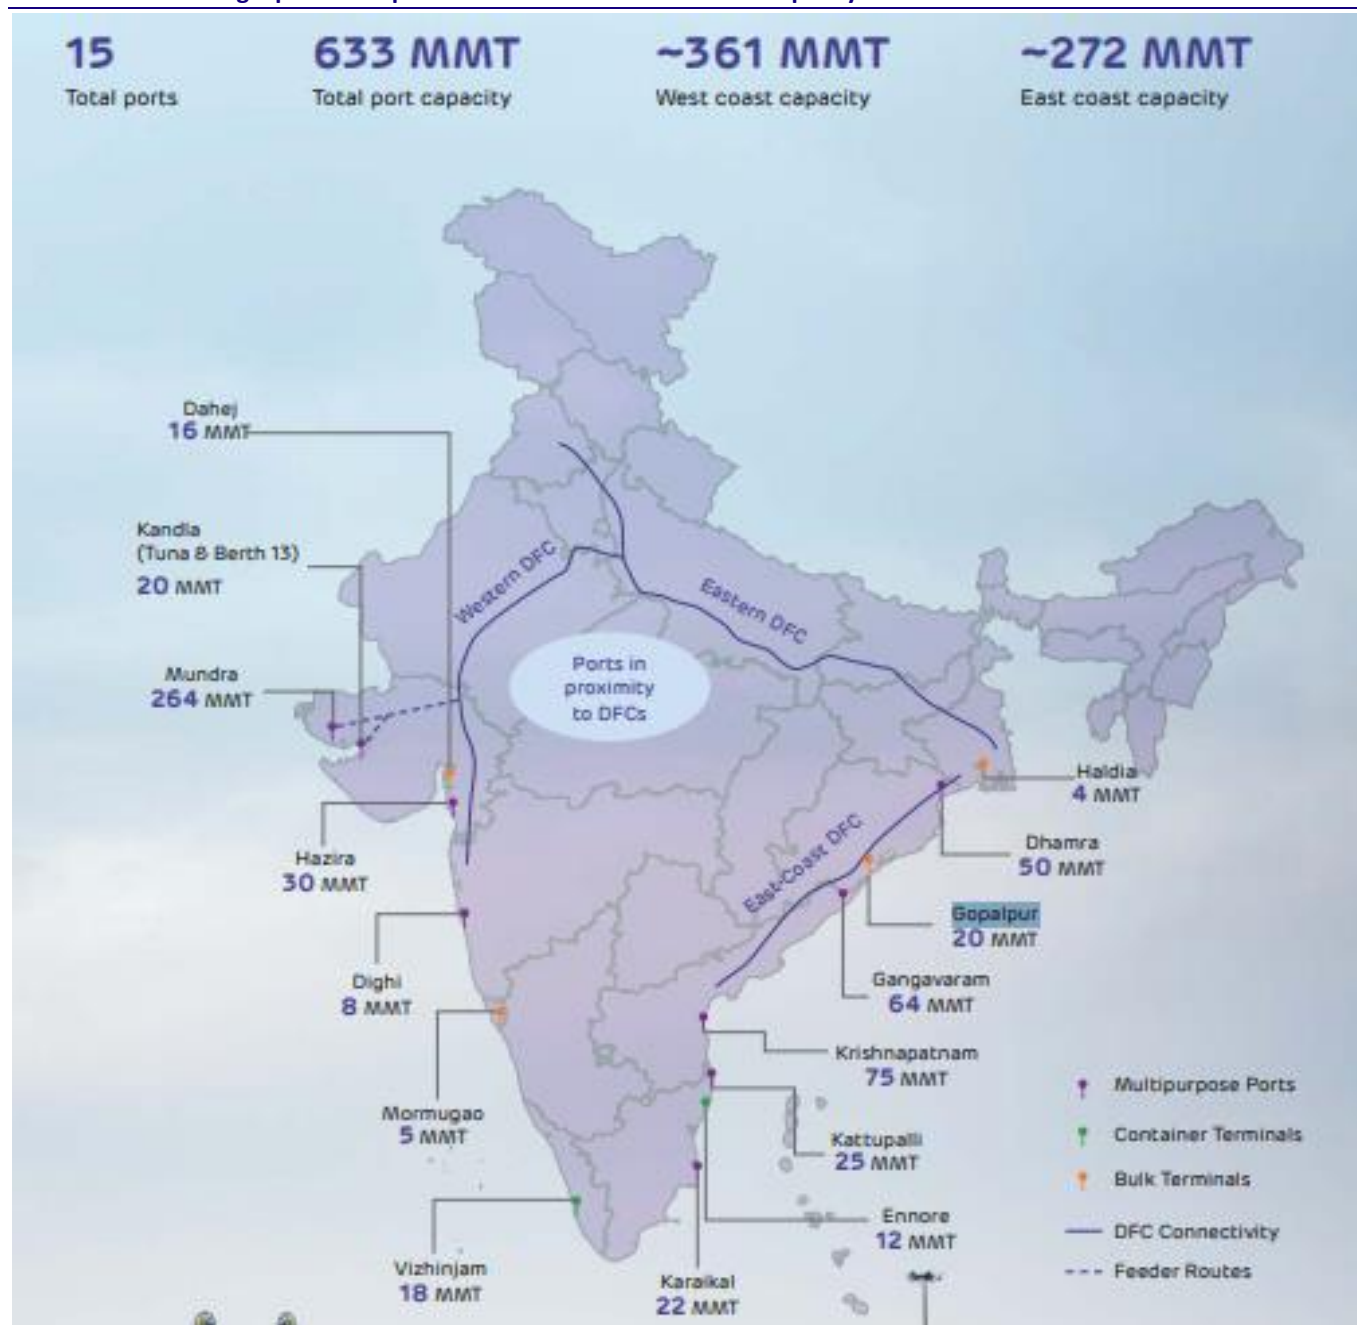 15
Total ports
633 MMT
Total port capacity
~361 MMT
West coast capacity
~272 MMT
East coast capacity
Dahej
16 MMT
Kandla
(Tuna & Berth 13)
20 MMT
Mundra
264 MMT
Hazira
30 MMT
Dighi
8 MMT
Mormugao
5 MMT
Vizhinjam
18 MMT
Western DFC
Eastern DFC
Ports in
proximity
to DFCs
East-Coast DFC
Haldia
4 MMT
Dhamra
50 MMT
Gopalpur
20 MMT
Gangavaram
64 MMT
Krishnapatnam
75 MMT
Kattupalli
25 MMT
Ennore
12 MMT
Karaikal
22 MMT
Multipurpose Ports
Container Terminals
Bulk Terminals
DFC Connectivity
Feeder Routes